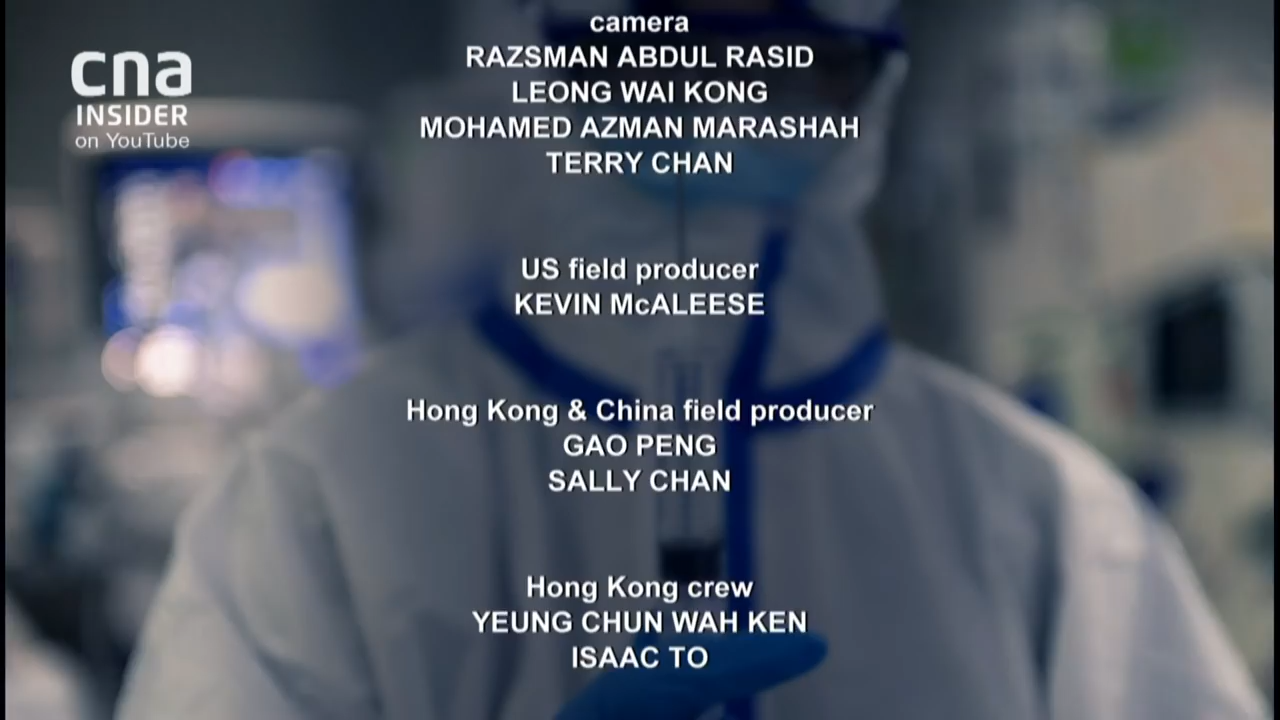 cna
INSIDER
on YouTube
camera
RAZSMAN ABDUL RASID
LEONG WAI KONG
MOHAMED AZMAN MARASHAH
TERRY CHAN
US field producer
KEVIN McALEESE
Hong Kong & China field producer
GAO PENG
SALLY CHAN
Hong Kong crew
YEUNG CHUN WAH KEN
ISAAC TO